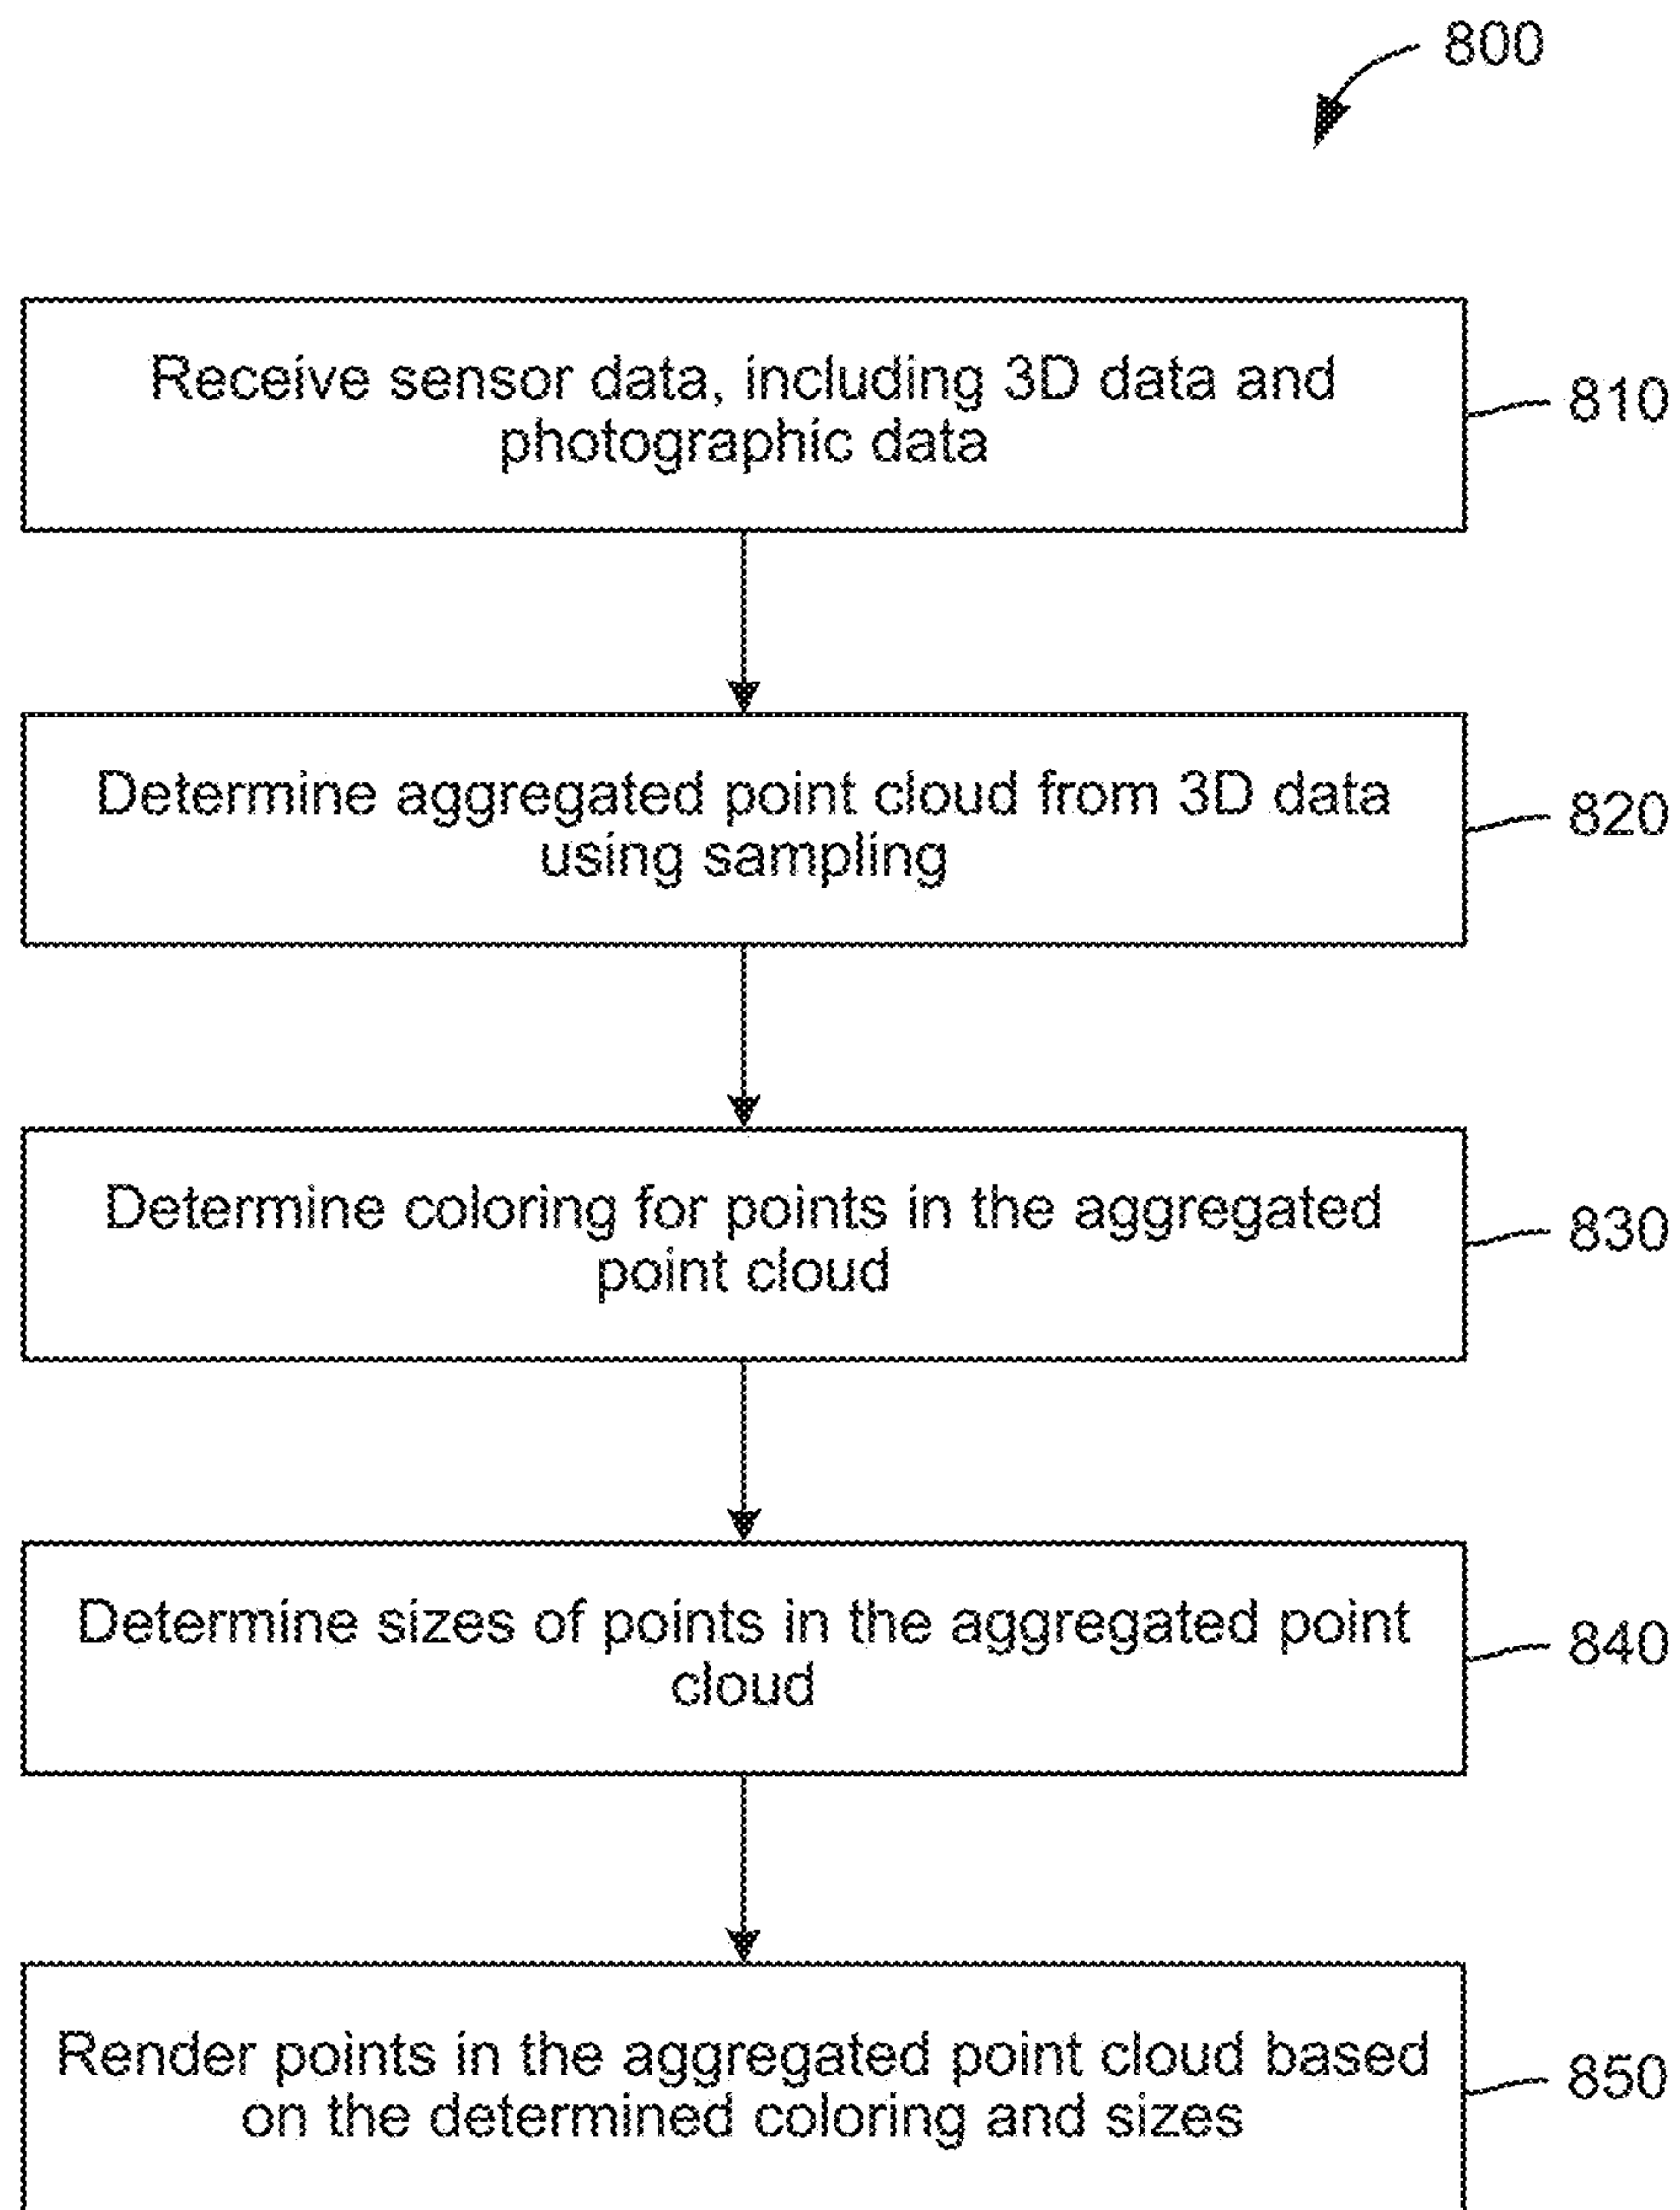 800
Receive sensor data, including 3D data and
photographic data
810
Determine aggregated point cloud from 3D data
using sampling
820
Determine coloring for points in the aggregated
point cloud
830
Determine sizes of points in the aggregated point
cloud
840
Render points in the aggregated point cloud based
on the determined coloring and sizes
850